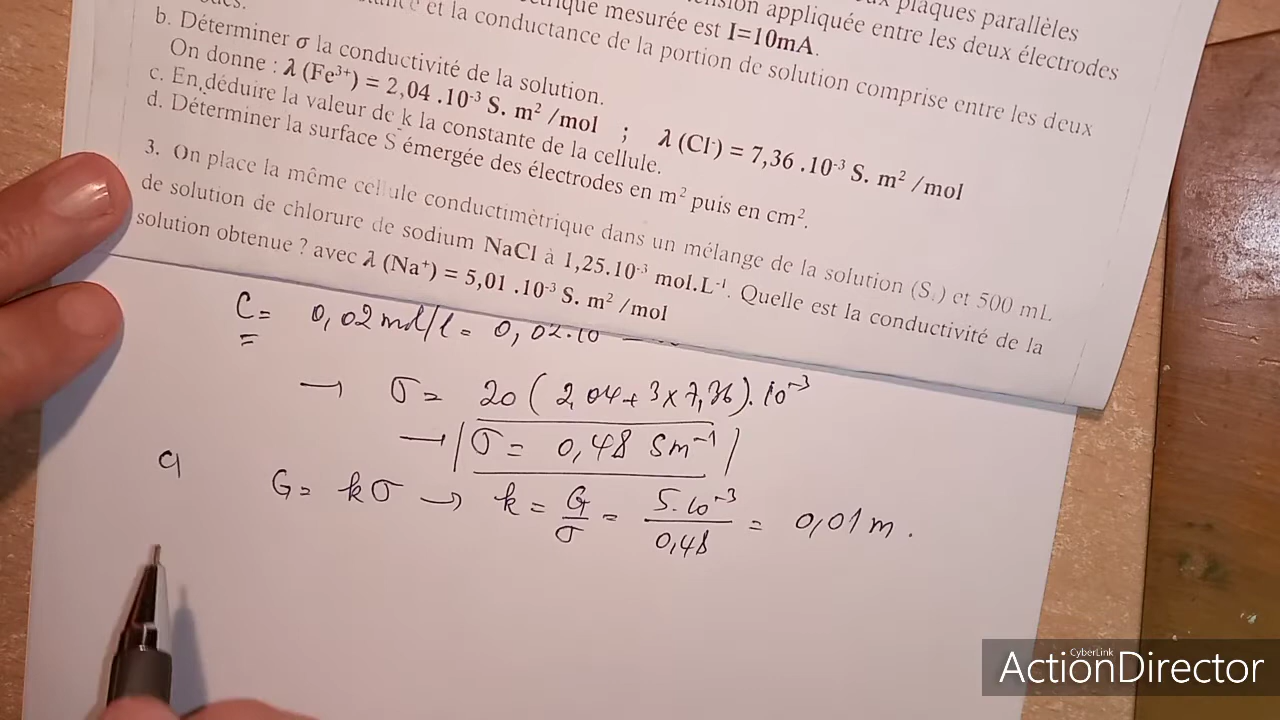 plaques parallèles
ension appliquée entre les deux électrodes
mesurée est I=10mA.
et la conductance de la portion de solution comprise entre les deux
b. Déterminer σ la conductivité de la solution.
On donne : λ (Fe³⁺) = 2,04 .10⁻³ S. m² /mol ; λ (Cl⁻) = 7,36 .10⁻³ S. m² /mol
c. En déduire la valeur de k la constante de la cellule.
d. Déterminer la surface S émergée des électrodes en m² puis en cm².
3. On place la même cellule conductimètrique dans un mélange de la solution et 500 mL
de solution de chlorure de sodium NaCl à 1,25.10⁻³ mol.L⁻¹. Quelle est la conductivité de la
solution obtenue ? avec λ (Na⁺) = 5,01 .10⁻³ S. m² /mol
C = 0,02 mol/l = 0,02.10
→ σ = 20 ( 2,04 + 3 x 7,36 ). 10⁻³
→ | σ = 0,48 Sm⁻¹ |
G = kσ → k = G/σ = 5.10⁻³/0,48 = 0,01 m .
CyberLink
ActionDirector